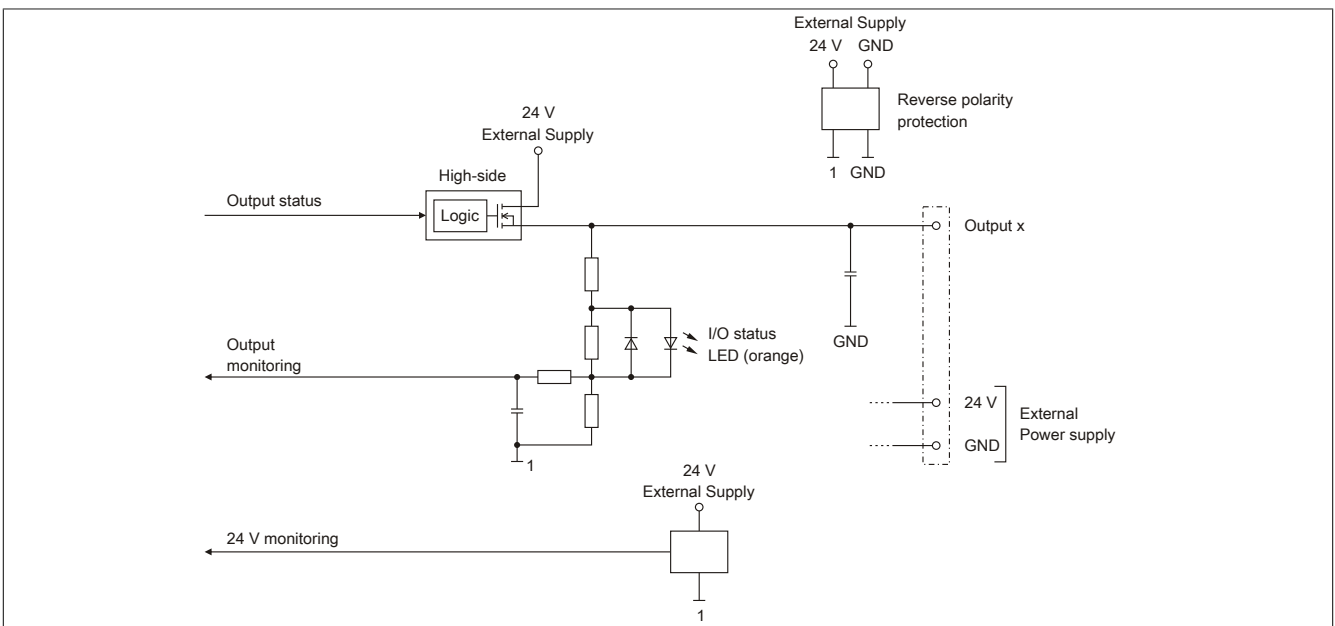 External Supply
24 V GND
Reverse polarity
protection
1 GND
24 V
External Supply
High-side
Logic
Output status
Output x
GND
I/O status
LED (orange)
Output
monitoring
1
24 V
GND
External
Power supply
24 V
External Supply
24 V monitoring
1